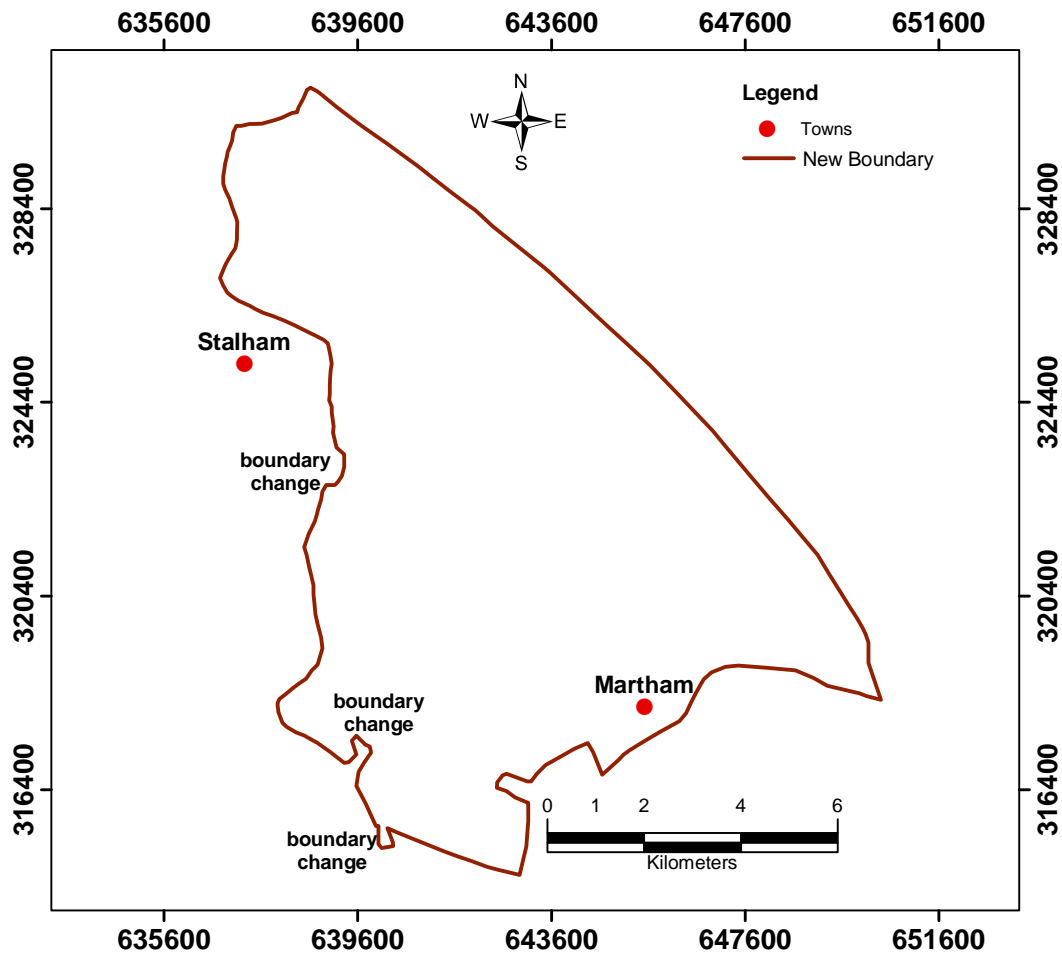 635600 639600 643600 647600 651600
N
W E
S
Legend
Towns
New Boundary
328400 328400
Stalham
324400 324400
boundary
change
320400 320400
Martham
boundary
change
316400 316400
0 1 2 4 6
Kilometers
boundary
change
635600 639600 643600 647600 651600